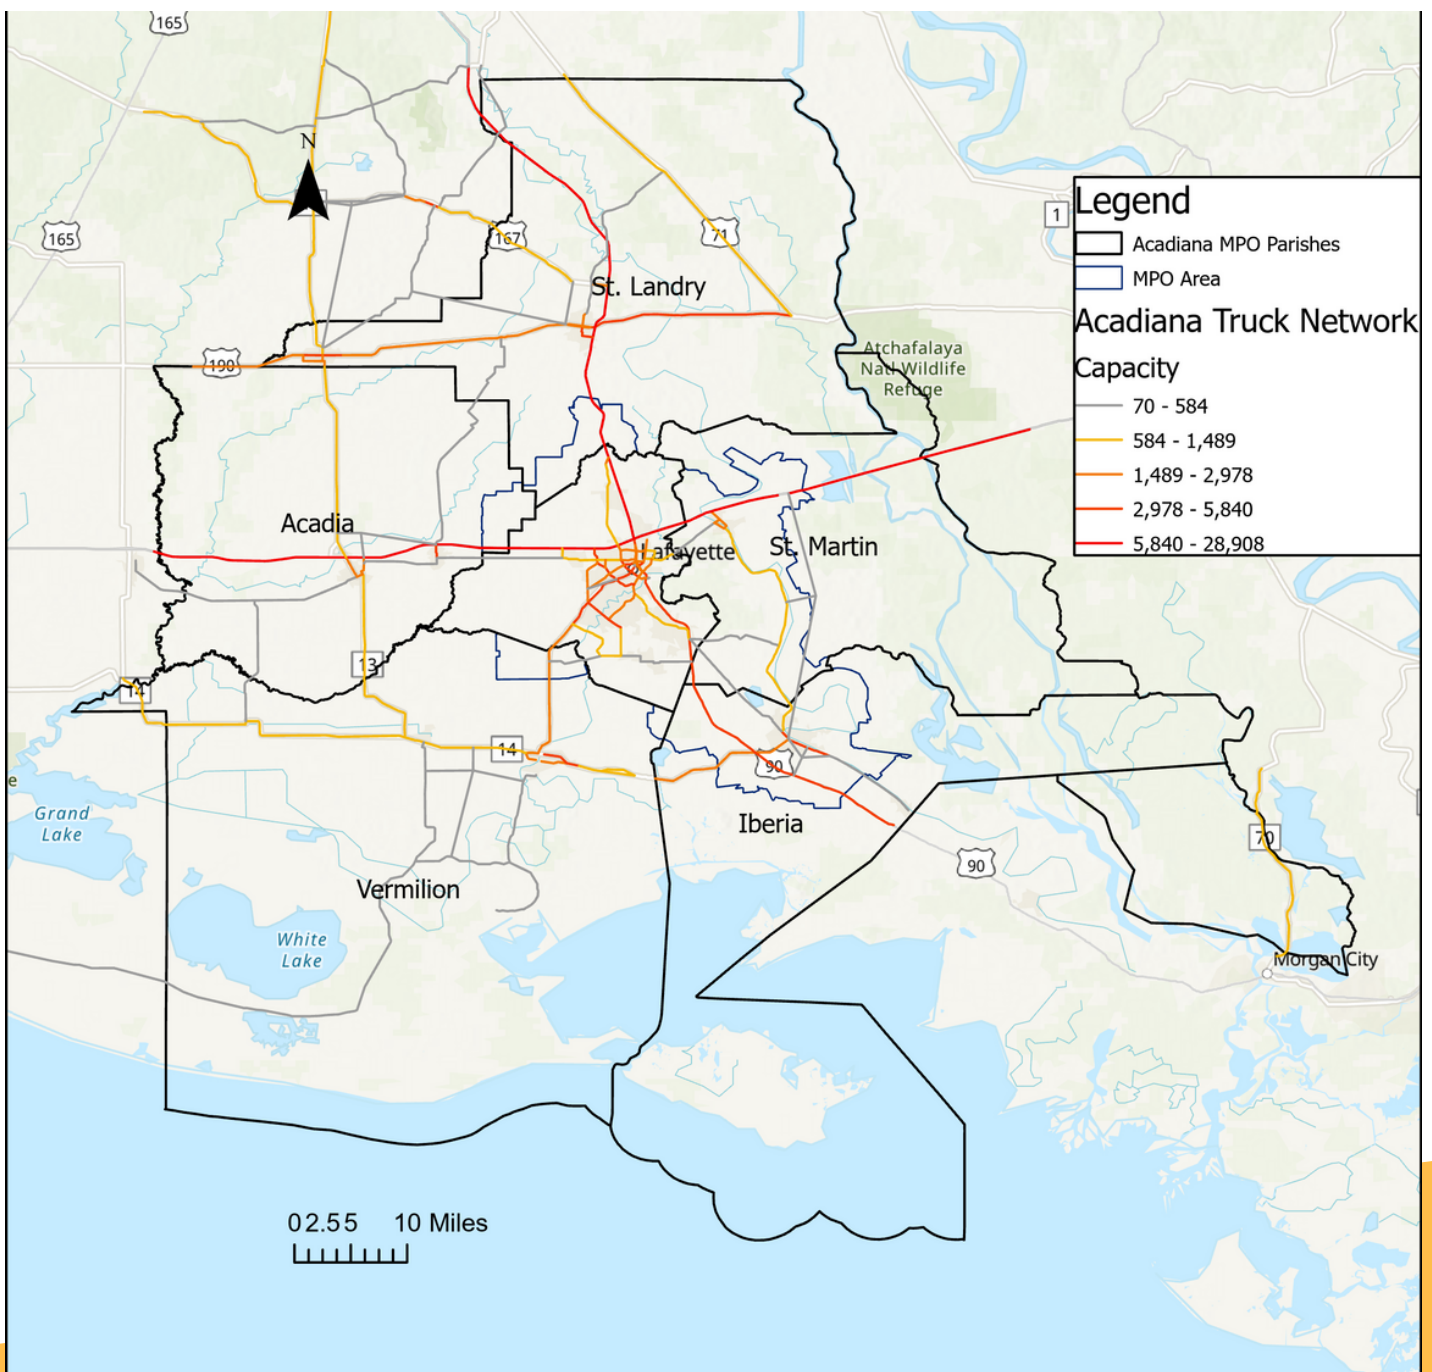 165
N
165
167
71
1
Legend
Acadiana MPO Parishes
MPO Area
Acadiana Truck Network
Capacity
70 - 584
584 - 1,489
1,489 - 2,978
2,978 - 5,840
5,840 - 28,908
St. Landry
190
Atchafalaya
Natl Wildlife
Refuge
Acadia
Lafayette
St. Martin
13
14
14
90
e
Grand
Lake
Iberia
70
90
Vermilion
White
Lake
Morgan City
0 2.5 5 10 Miles